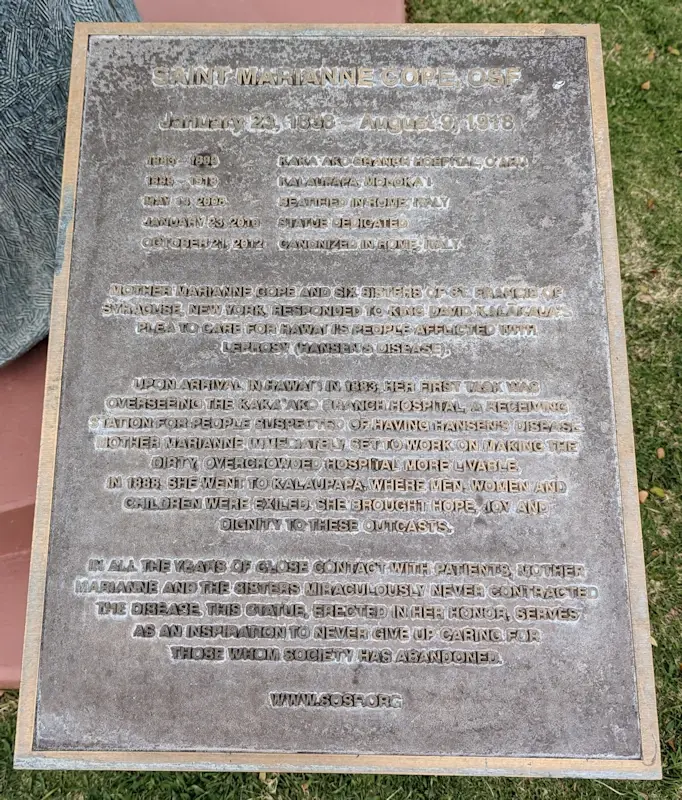 SAINT MARIANNE COPE, OSF
January 23, 1838 - August 9, 1918
1883 - 1888 KAKA'AKO BRANCH HOSPITAL, O'AHU
1888 - 1918 KALAUPAPA, MOLOKA'I
MAY 14, 2005 BEATIFIED IN ROME, ITALY
JANUARY 23, 2010 STATUE DEDICATED
OCTOBER 21, 2012 CANONIZED IN ROME, ITALY
MOTHER MARIANNE COPE AND SIX SISTERS OF ST. FRANCIS OF
SYRACUSE, NEW YORK, RESPONDED TO KING DAVID KALAKAUA'S
PLEA TO CARE FOR HAWAI'I'S PEOPLE AFFLICTED WITH
LEPROSY (HANSEN'S DISEASE).
UPON ARRIVAL IN HAWAI'I IN 1883, HER FIRST TASK WAS
OVERSEEING THE KAKA'AKO BRANCH HOSPITAL, A RECEIVING
STATION FOR PEOPLE SUSPECTED OF HAVING HANSEN'S DISEASE.
MOTHER MARIANNE IMMEDIATELY SET TO WORK ON MAKING THE
DIRTY, OVERCROWDED HOSPITAL MORE LIVABLE.
IN 1888, SHE WENT TO KALAUPAPA, WHERE MEN, WOMEN AND
CHILDREN WERE EXILED. SHE BROUGHT HOPE, JOY AND
DIGNITY TO THESE OUTCASTS.
IN ALL THE YEARS OF CLOSE CONTACT WITH PATIENTS, MOTHER
MARIANNE AND THE SISTERS MIRACULOUSLY NEVER CONTRACTED
THE DISEASE. THIS STATUE, ERECTED IN HER HONOR, SERVES
AS AN INSPIRATION TO NEVER GIVE UP CARING FOR
THOSE WHOM SOCIETY HAS ABANDONED.
WWW.SOSF.ORG